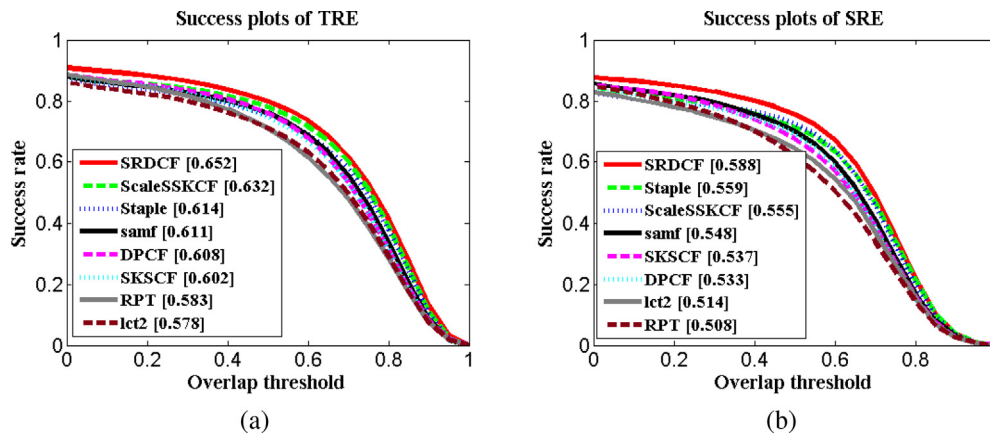 Success plots of TRE
1
0.8
0.6
0.4
0.2
0
Success rate
SRDCF [0.652]
ScaleSSKCF [0.632]
Staple [0.614]
samf [0.611]
DPCF [0.608]
SKSCF [0.602]
RPT [0.583]
lct2 [0.578]
0 0.2 0.4 0.6 0.8 1
Overlap threshold
(a)
Success plots of SRE
1
0.8
0.6
0.4
0.2
0
Success rate
SRDCF [0.588]
Staple [0.559]
ScaleSSKCF [0.555]
samf [0.548]
SKSCF [0.537]
DPCF [0.533]
lct2 [0.514]
RPT [0.508]
0 0.2 0.4 0.6 0.8
Overlap threshold
(b)